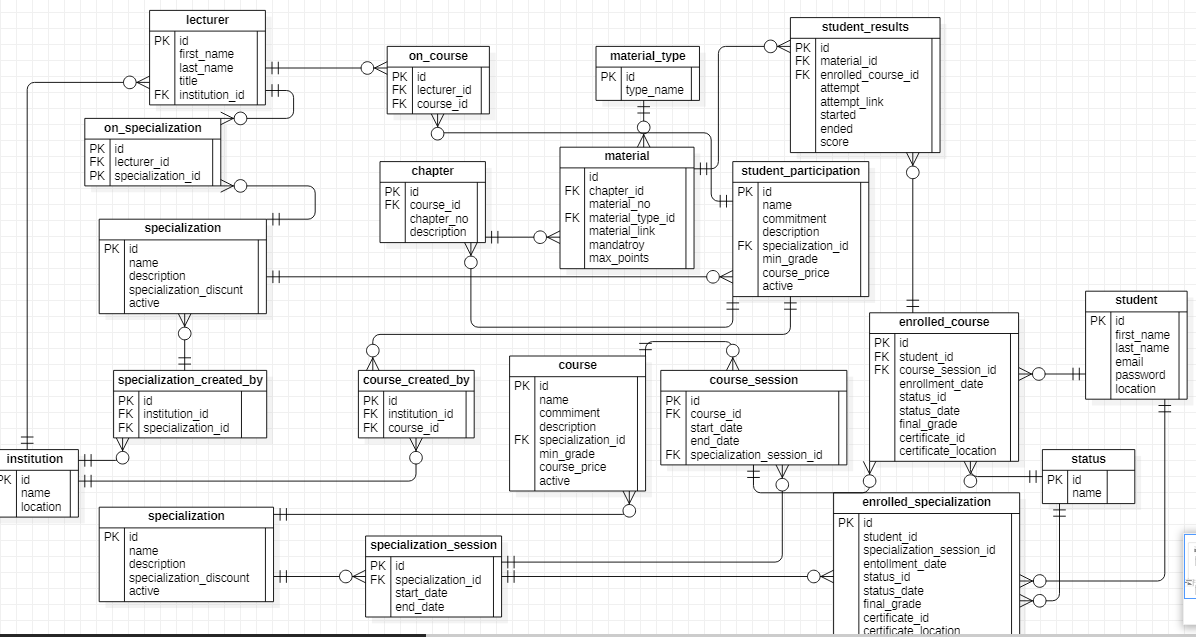 lecturer
PK id
first_name
last_name
title
FK institution_id
on_course
PK id
FK lecturer_id
FK course_id
material_type
PK id
type_name
student_results
PK id
FK material_id
FK enrolled_course_id
attempt
attempt_link
started
ended
score
on_specialization
PK id
FK lecturer_id
PK specialization_id
chapter
PK id
FK course_id
chapter_no
description
material
id
FK chapter_id
material_no
FK material_type_id
material_link
mandatroy
max_points
student_participation
PK id
name
commitment
description
FK specialization_id
min_grade
course_price
active
specialization
PK id
name
description
specialization_discunt
active
student
PK id
first_name
last_name
email
password
location
enrolled_course
PK id
FK student_id
FK course_session_id
enrollment_date
status_id
status_date
final_grade
certificate_id
certificate_location
specialization_created_by
PK id
FK institution_id
FK specialization_id
course_created_by
PK id
FK institution_id
FK course_id
course
PK id
name
commiment
description
FK specialization_id
min_grade
course_price
active
course_session
PK id
FK course_id
start_date
end_date
FK specialization_session_id
institution
PK id
name
location
status
PK id
name
specialization
PK id
name
description
specialization_discount
active
specialization_session
PK id
FK specialization_id
start_date
end_date
enrolled_specialization
PK id
student_id
specialization_session_id
entollment_date
status_id
status_date
final_grade
certificate_id
certificate_location